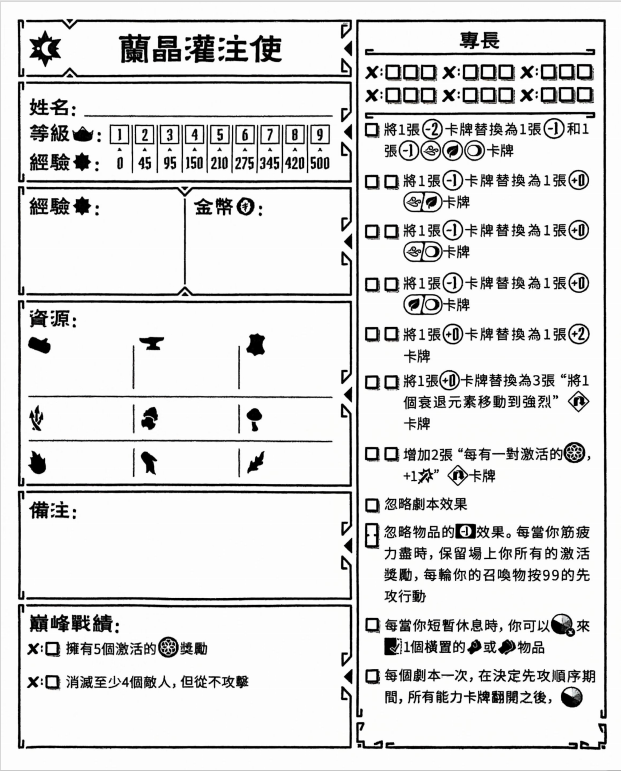 蘭晶灌注使
姓名:
等級:
1 2 3 4 5 6 7 8 9
經驗:
0 45 95 150 210 275 345 420 500
經驗:
金幣:
資源:
備注:
巔峰戰績:
x: 擁有5個激活的獎勵
x: 消滅至少4個敵人,但從不攻擊
專長
x: x: x:
x: x: x:
將1張-2卡牌替換為1張-1和1
張-1卡牌
將1張-1卡牌替換為1張+0
卡牌
將1張-1卡牌替換為1張+0
卡牌
將1張-1卡牌替換為1張+0
卡牌
將1張+0卡牌替換為1張+2
卡牌
將1張+0卡牌替換為3張“將1
個衰退元素移動到強烈”
卡牌
增加2張“每有一對激活的,
+1” 卡牌
忽略劇本效果
忽略物品的-1效果。每當你筋疲
力盡時,保留場上你所有的激活
獎勵,每輪你的召喚物按99的先
攻行動
每當你短暫休息時,你可以來
1個橫置的或物品
每個劇本一次,在決定先攻順序期
間,所有能力卡牌翻開之後,